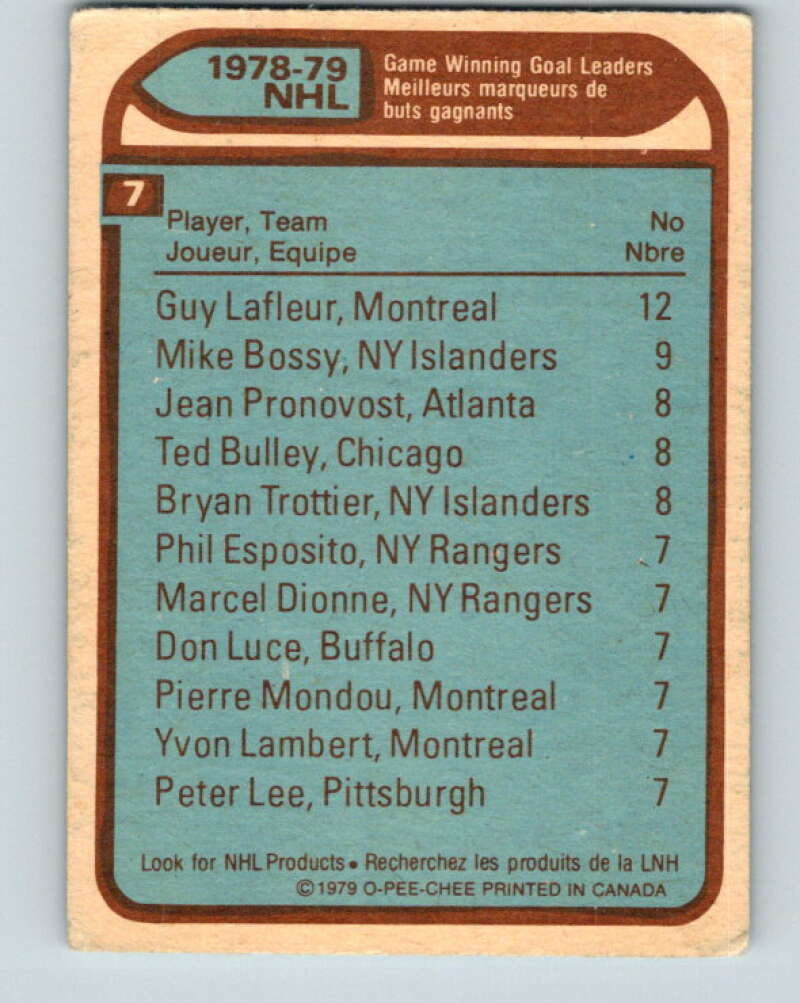 1978-79 NHL
Game Winning Goal Leaders
Meilleurs marqueurs de
buts gagnants
7
Player, Team No
Joueur, Equipe Nbre
Guy Lafleur, Montreal 12
Mike Bossy, NY Islanders 9
Jean Pronovost, Atlanta 8
Ted Bulley, Chicago 8
Bryan Trottier, NY Islanders 8
Phil Esposito, NY Rangers 7
Marcel Dionne, NY Rangers 7
Don Luce, Buffalo 7
Pierre Mondou, Montreal 7
Yvon Lambert, Montreal 7
Peter Lee, Pittsburgh 7
Look for NHL Products • Recherchez les produits de la LNH
©1979 O-PEE-CHEE PRINTED IN CANADA